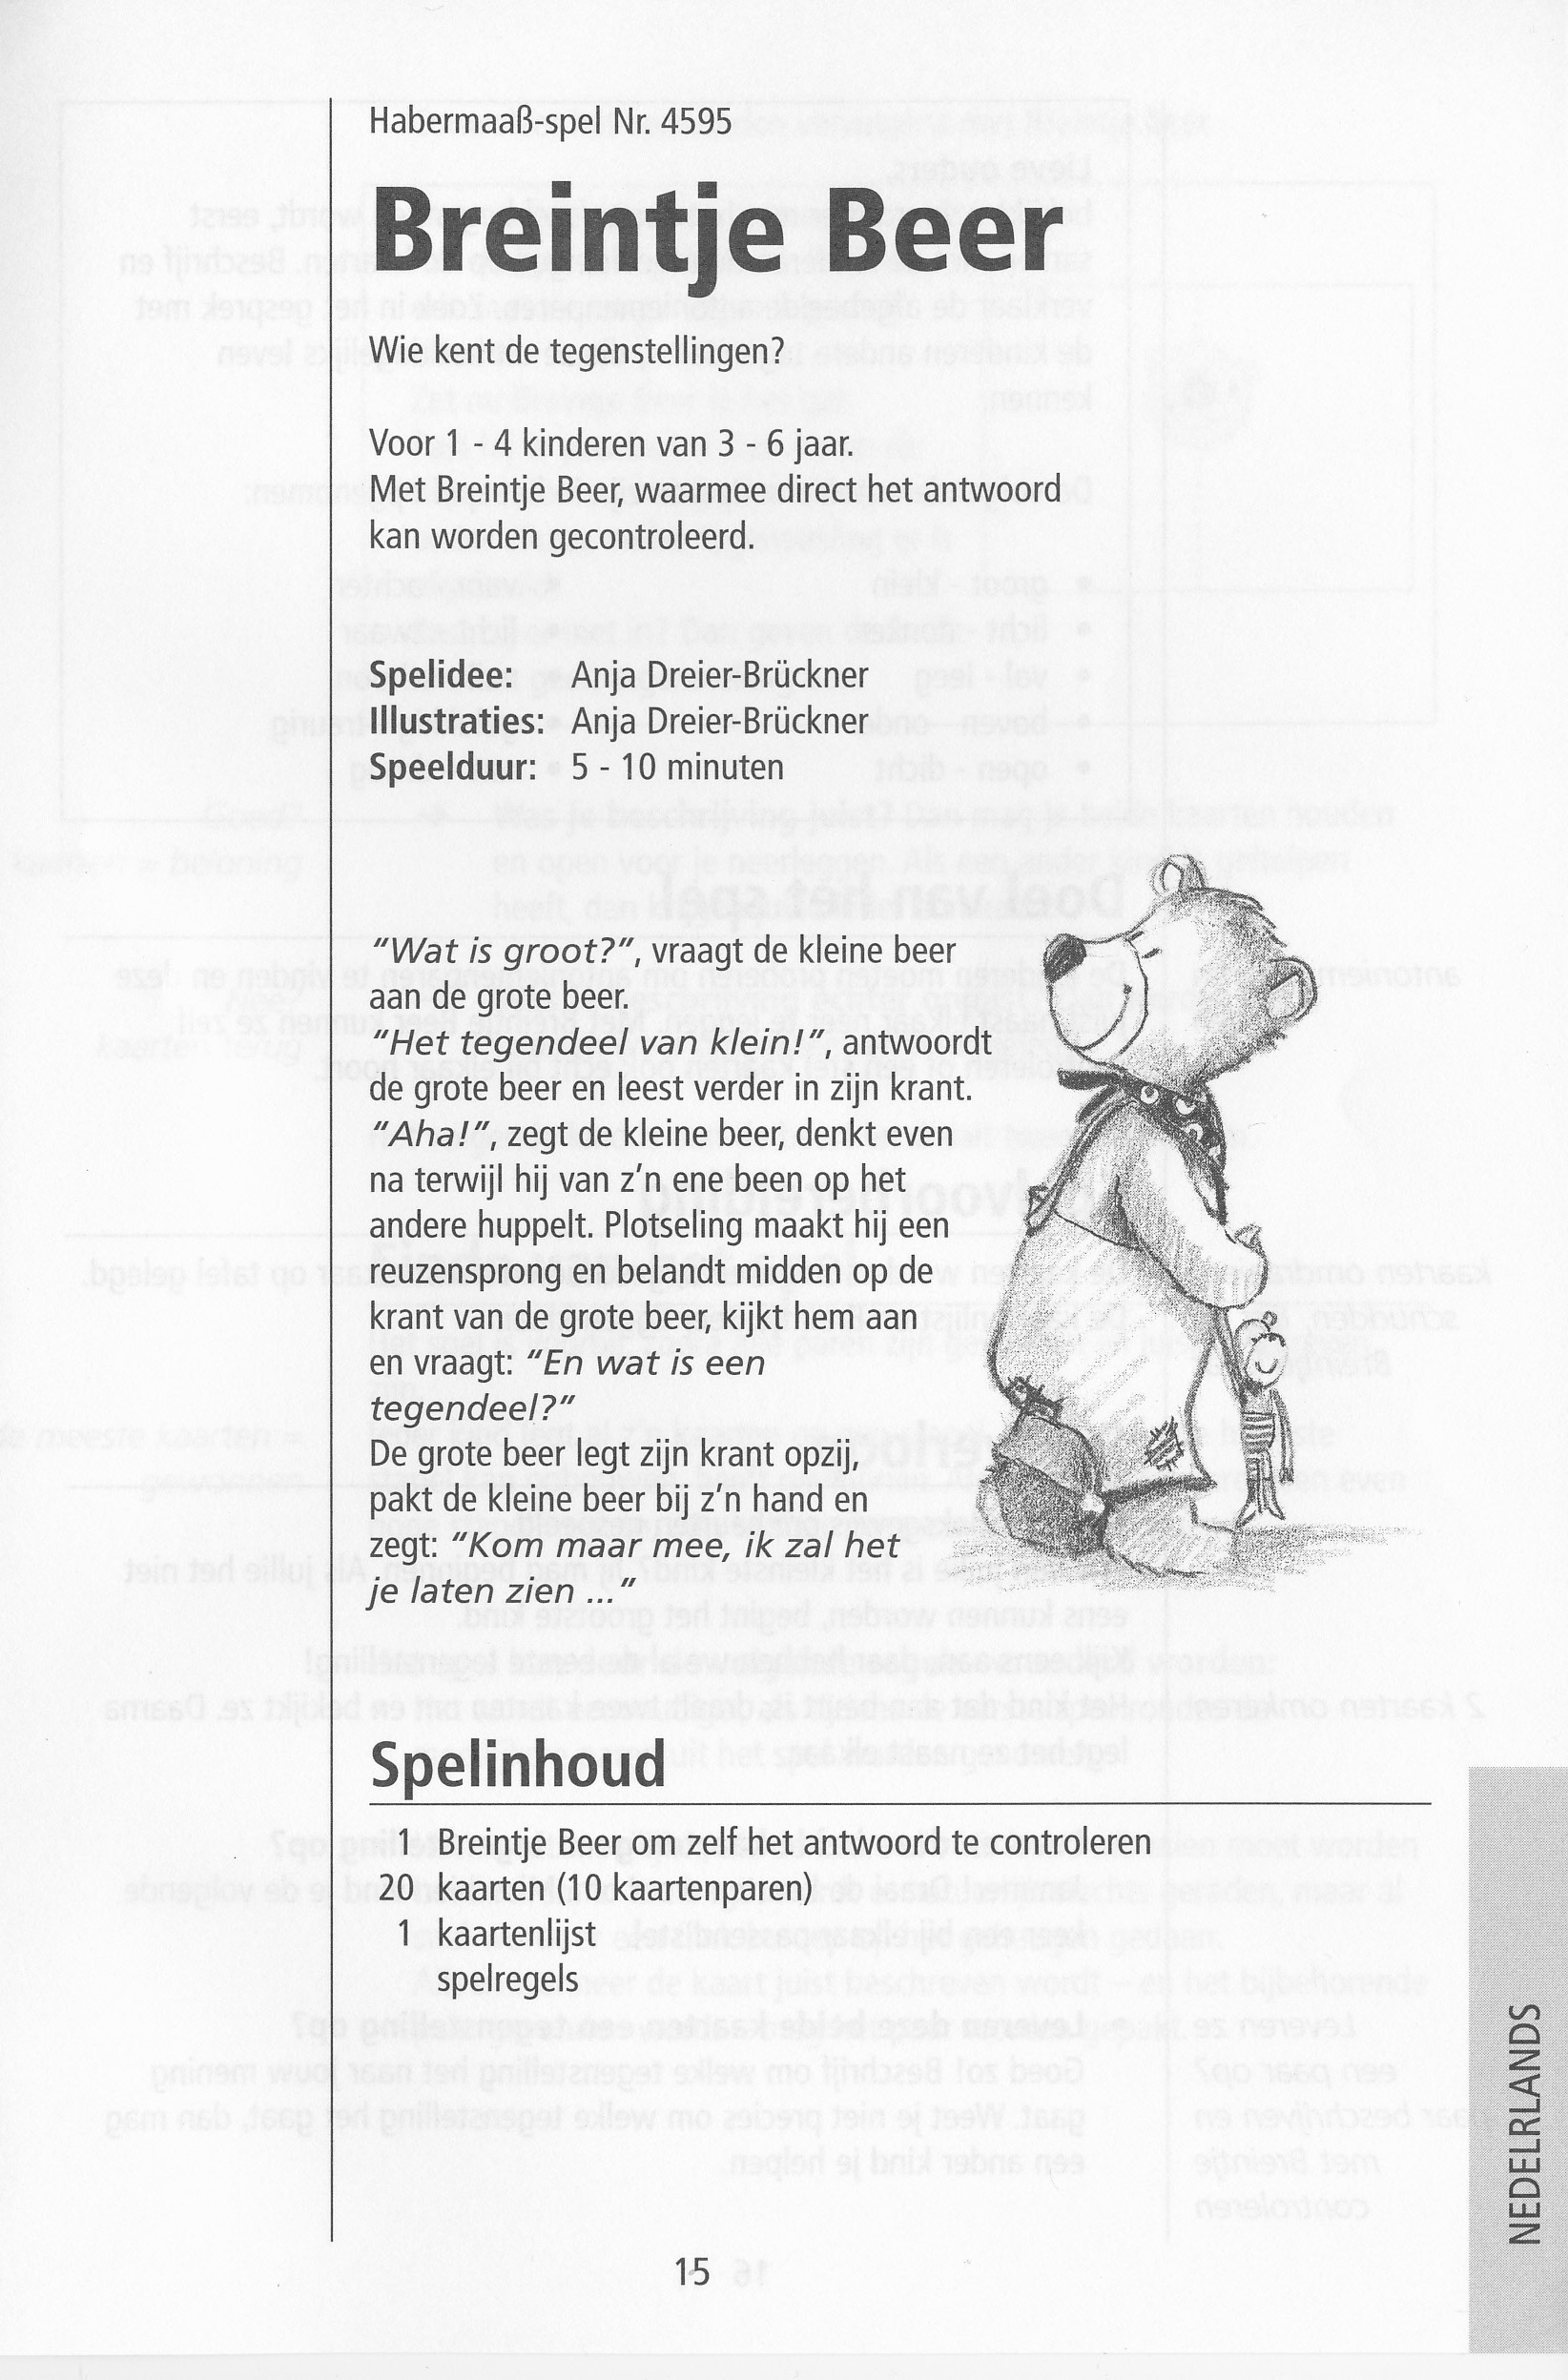 Habermaaß-spel Nr. 4595
Breintje Beer
Wie kent de tegenstellingen?
Voor 1 - 4 kinderen van 3 - 6 jaar.
Met Breintje Beer, waarmee direct het antwoord
kan worden gecontroleerd.
Spelidee: Anja Dreier-Brückner
Illustraties: Anja Dreier-Brückner
Speelduur: 5 - 10 minuten
“Wat is groot?”, vraagt de kleine beer
aan de grote beer.
“Het tegendeel van klein!”, antwoordt
de grote beer en leest verder in zijn krant.
“Aha!”, zegt de kleine beer, denkt even
na terwijl hij van z’n ene been op het
andere huppelt. Plotseling maakt hij een
reuzensprong en belandt midden op de
krant van de grote beer, kijkt hem aan
en vraagt: “En wat is een
tegendeel?”
De grote beer legt zijn krant opzij,
pakt de kleine beer bij z’n hand en
zegt: “Kom maar mee, ik zal het
je laten zien ...”
Spelinhoud
1 Breintje Beer om zelf het antwoord te controleren
20 kaarten (10 kaartenparen)
1 kaartenlijst
spelregels
NEDELRLANDS
15